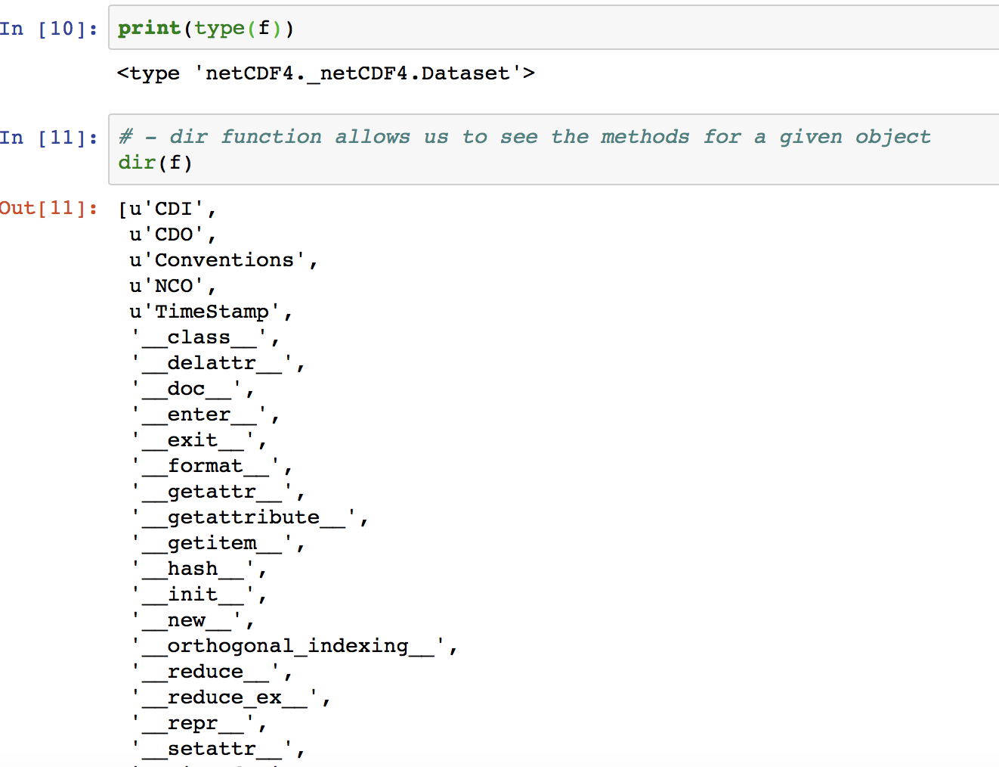 In [10]: print(type(f))
<type 'netCDF4._netCDF4.Dataset'>
In [11]: # - dir function allows us to see the methods for a given object
dir(f)
Out[11]: [u'CDI',
u'CDO',
u'Conventions',
u'NCO',
u'TimeStamp',
'__class__',
'__delattr__',
'__doc__',
'__enter__',
'__exit__',
'__format__',
'__getattr__',
'__getattribute__',
'__getitem__',
'__hash__',
'__init__',
'__new__',
'__orthogonal_indexing__',
'__reduce__',
'__reduce_ex__',
'__repr__',
'__setattr__',